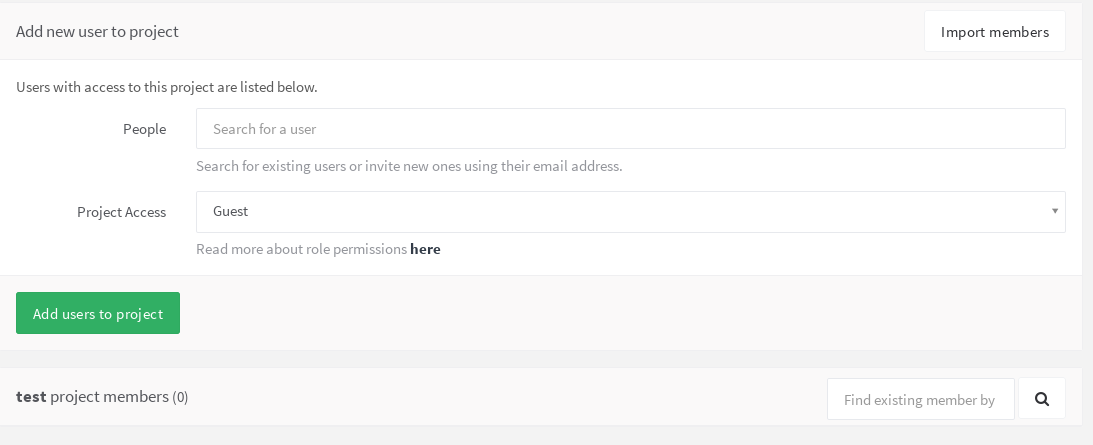 Add new user to project
Import members
Users with access to this project are listed below.
People
Search for a user
Search for existing users or invite new ones using their email address.
Project Access
Guest
Read more about role permissions here
Add users to project
test project members (0)
Find existing member by